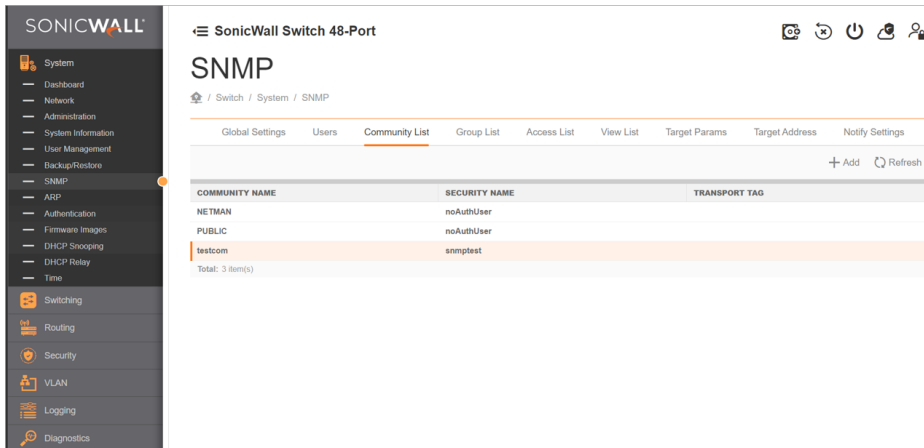 SONICWALL
System
Dashboard
Network
Administration
System Information
User Management
Backup/Restore
SNMP
ARP
Authentication
Firmware Images
DHCP Snooping
DHCP Relay
Time
Switching
Routing
Security
VLAN
Logging
Diagnostics
SonicWall Switch 48-Port
SNMP
/ Switch / System / SNMP
Global Settings Users Community List Group List Access List View List Target Params Target Address Notify Settings
Add Refresh
COMMUNITY NAME SECURITY NAME TRANSPORT TAG
NETMAN noAuthUser
PUBLIC noAuthUser
testcom snmptest
Total: 3 item(s)